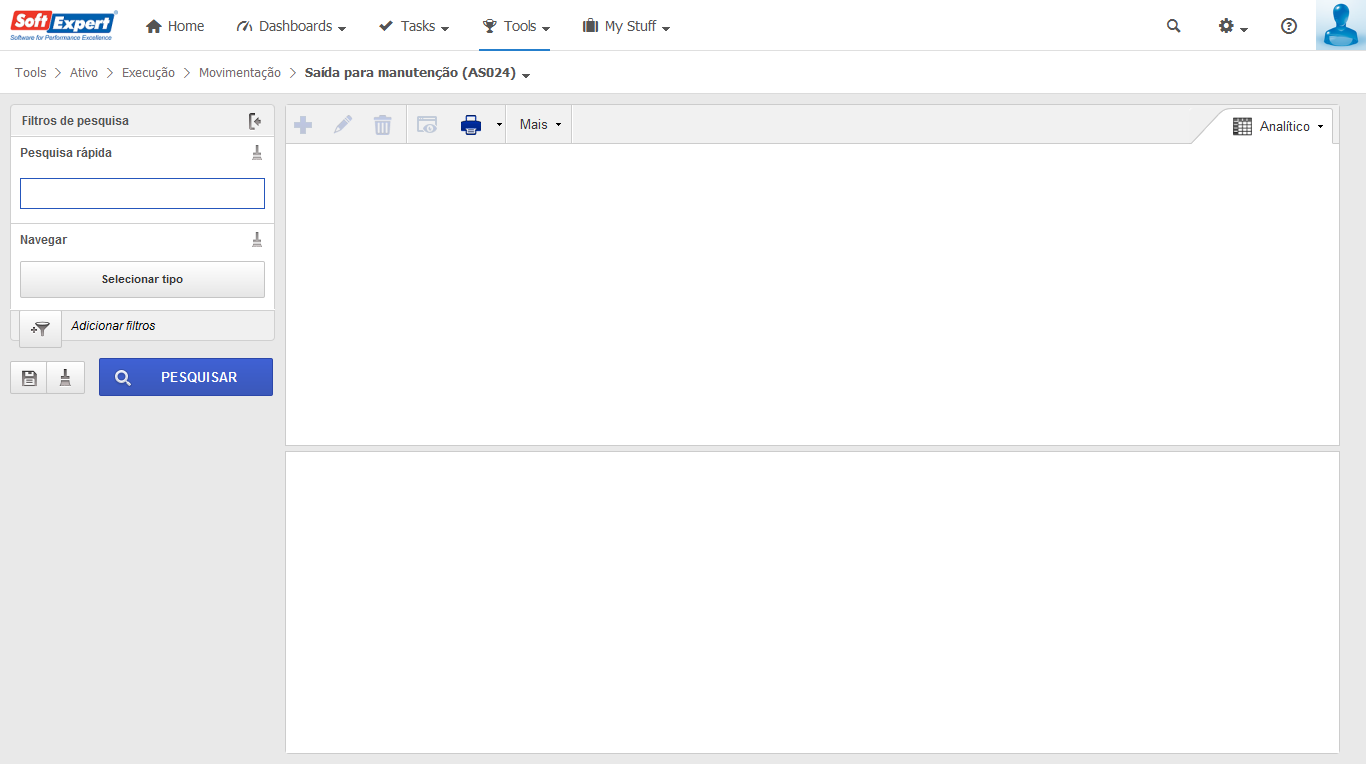 SoftExpert®
Software for Performance Excellence
Home
Dashboards
Tasks
Tools
My Stuff
Tools > Ativo > Execução > Movimentação > Saída para manutenção (AS024)
Filtros de pesquisa
Mais
Analítico
Pesquisa rápida
Navegar
Selecionar tipo
Adicionar filtros
PESQUISAR